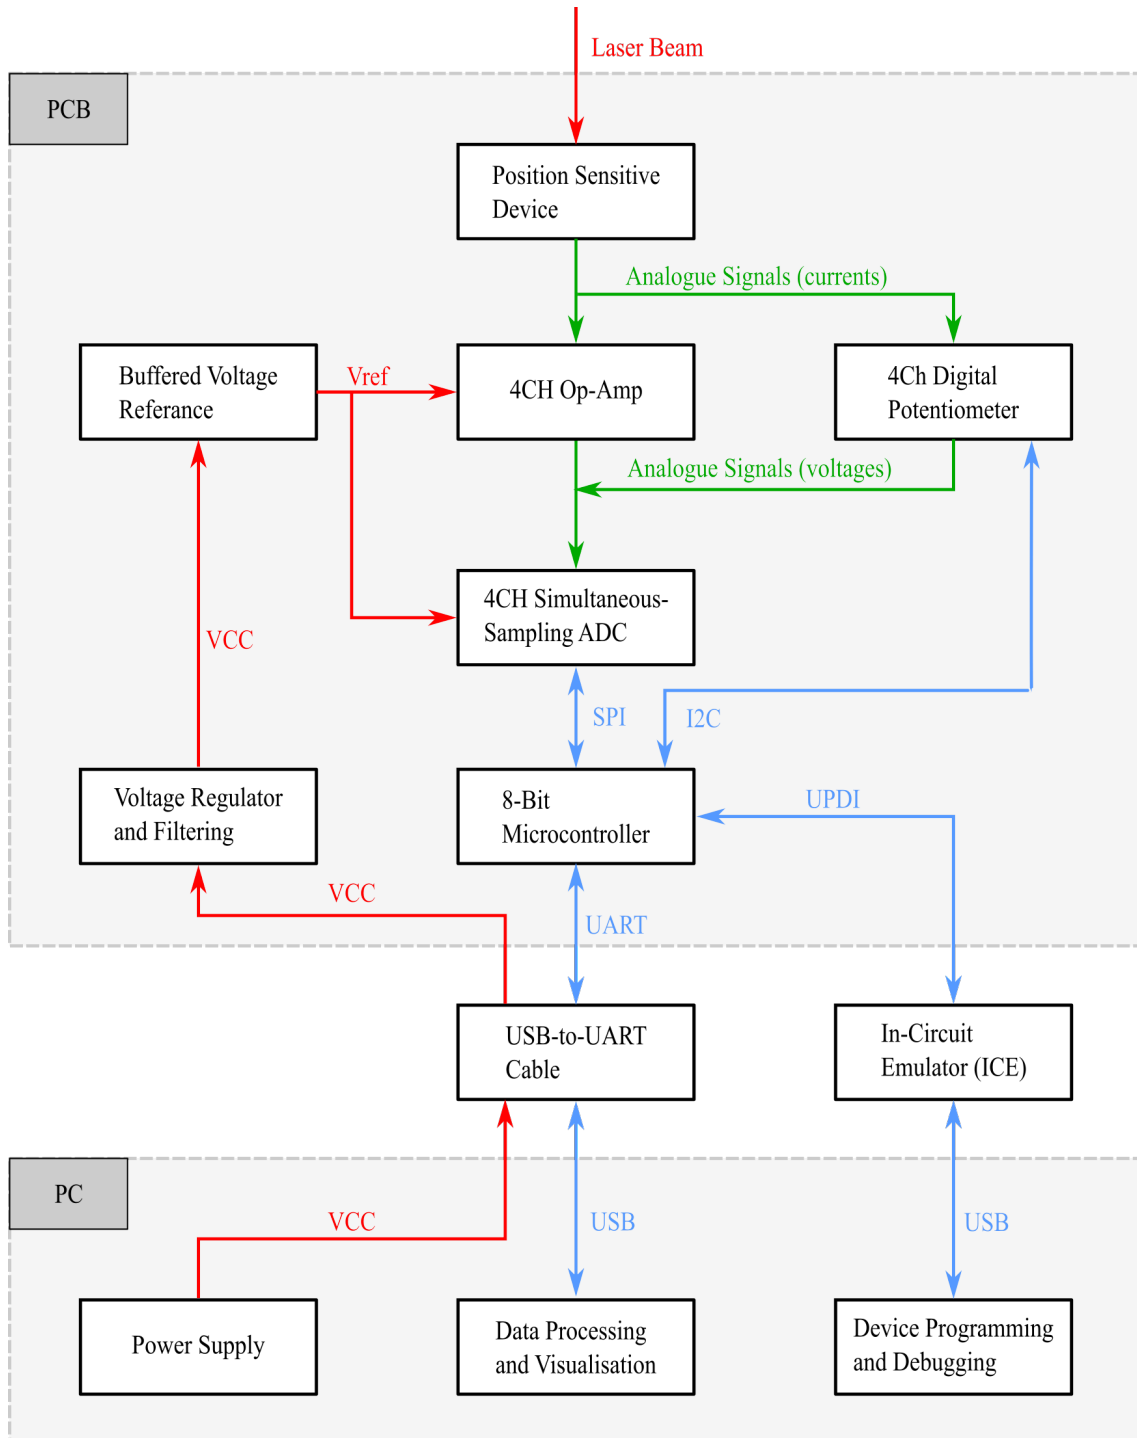 Laser Beam
PCB
Position Sensitive
Device
Analogue Signals (currents)
Buffered Voltage
Referance
Vref
4CH Op-Amp
4Ch Digital
Potentiometer
Analogue Signals (voltages)
4CH Simultaneous-
Sampling ADC
VCC
SPI
I2C
Voltage Regulator
and Filtering
8-Bit
Microcontroller
UPDI
VCC
UART
USB-to-UART
Cable
In-Circuit
Emulator (ICE)
PC
VCC
USB
USB
Power Supply
Data Processing
and Visualisation
Device Programming
and Debugging